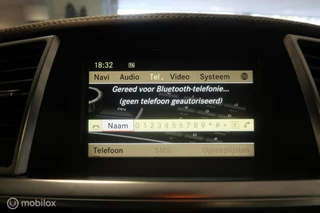 18:32
Navi Audio Tel. Video Systeem
Gereed voor Bluetooth-telefonie...
(geen telefoon geautoriseerd)
Naam 0 1 2 3 4 5 6 7 8 9 * # +
Telefoon SMS Oproeplijsten
mobilox